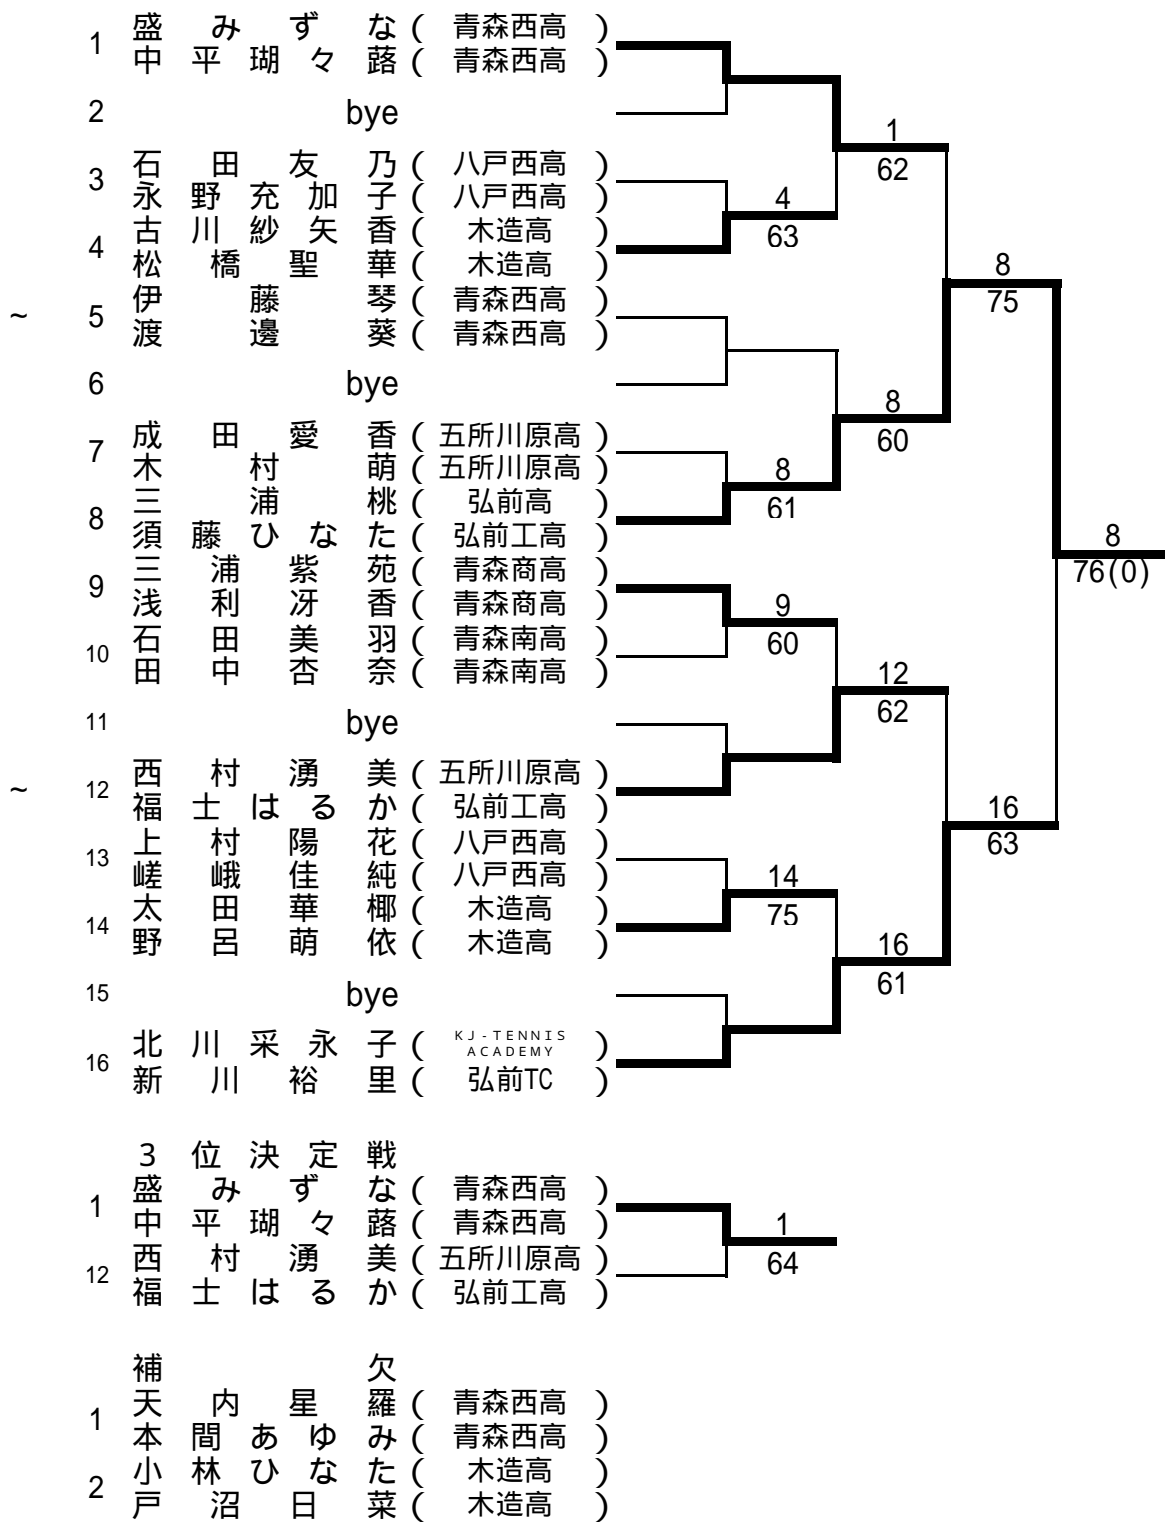 1 盛みずな(青森西高)
中平瑚々蕗(青森西高)
2 bye
3 石田友乃(八戸西高)
永野充加子(八戸西高)
4 古川紗矢香(木造高)
松橋聖華(木造高)
~ 5 伊藤琴(青森西高)
渡邊葵(青森西高)
6 bye
7 成田愛香(五所川原高)
木村萌(五所川原高)
8 三浦桃(弘前高)
須藤ひなた(弘前工高)
9 三浦紫苑(青森商高)
浅利冴香(青森商高)
10 石田美羽(青森南高)
田中杏奈(青森南高)
11 bye
~ 12 西村湧美(五所川原高)
福士はるか(弘前工高)
13 上村陽花(八戸西高)
嵯峨佳純(八戸西高)
14 太田華椰(木造高)
野呂萌依(木造高)
15 bye
16 北川采永子(KJ-TENNIS ACADEMY)
新川裕里(弘前TC)
4
63
8
61
9
60
14
75
1
62
8
60
12
62
16
61
8
75
16
63
8
76(0)
3位決定戦
1 盛みずな(青森西高)
中平瑚々蕗(青森西高)
12 西村湧美(五所川原高)
福士はるか(弘前工高)
1
64
補欠
1 天内星羅(青森西高)
本間あゆみ(青森西高)
2 小林ひなた(木造高)
戸沼日菜(木造高)